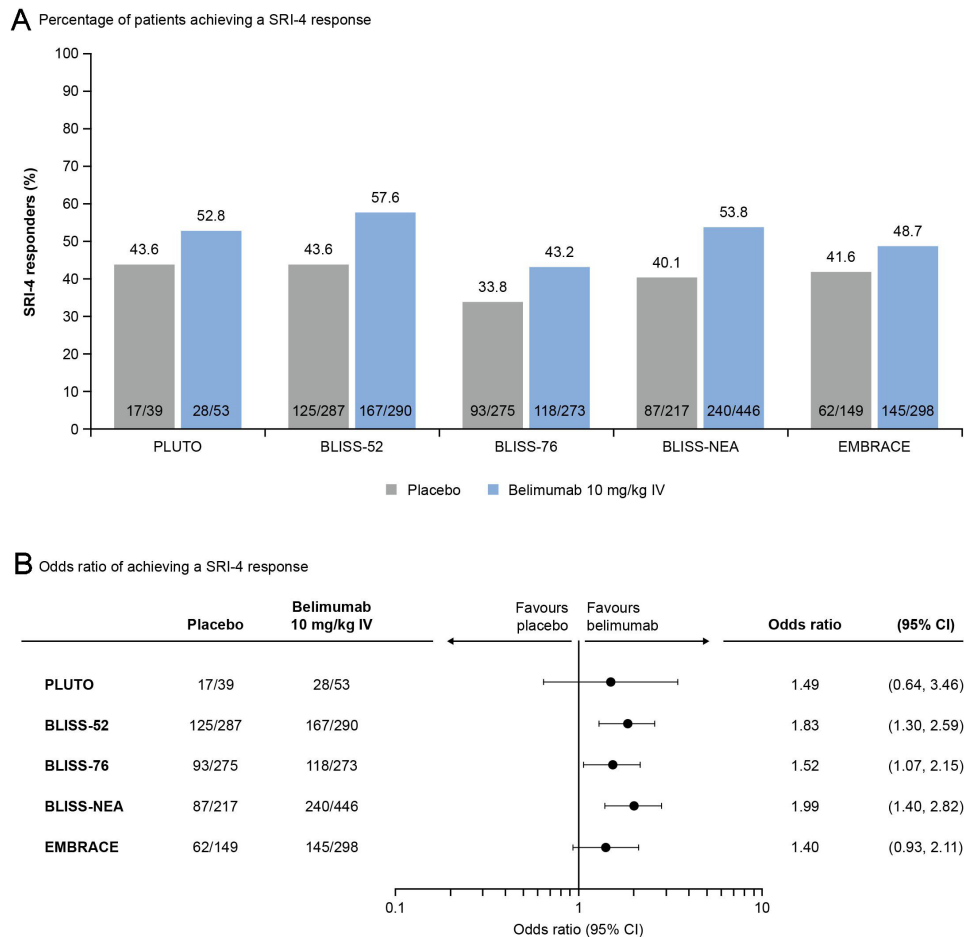 A Percentage of patients achieving a SRI-4 response
SRI-4 responders (%)
100
90
80
70
60
50
40
30
20
10
0
43.6 52.8 43.6 57.6 33.8 43.2 40.1 53.8 41.6 48.7
17/39 28/53 125/287 167/290 93/275 118/273 87/217 240/446 62/149 145/298
PLUTO BLISS-52 BLISS-76 BLISS-NEA EMBRACE
Placebo Belimumab 10 mg/kg IV
B Odds ratio of achieving a SRI-4 response
Placebo Belimumab 10 mg/kg IV Favours placebo Favours belimumab Odds ratio (95% CI)
PLUTO 17/39 28/53 1.49 (0.64, 3.46)
BLISS-52 125/287 167/290 1.83 (1.30, 2.59)
BLISS-76 93/275 118/273 1.52 (1.07, 2.15)
BLISS-NEA 87/217 240/446 1.99 (1.40, 2.82)
EMBRACE 62/149 145/298 1.40 (0.93, 2.11)
0.1 1 10
Odds ratio (95% CI)